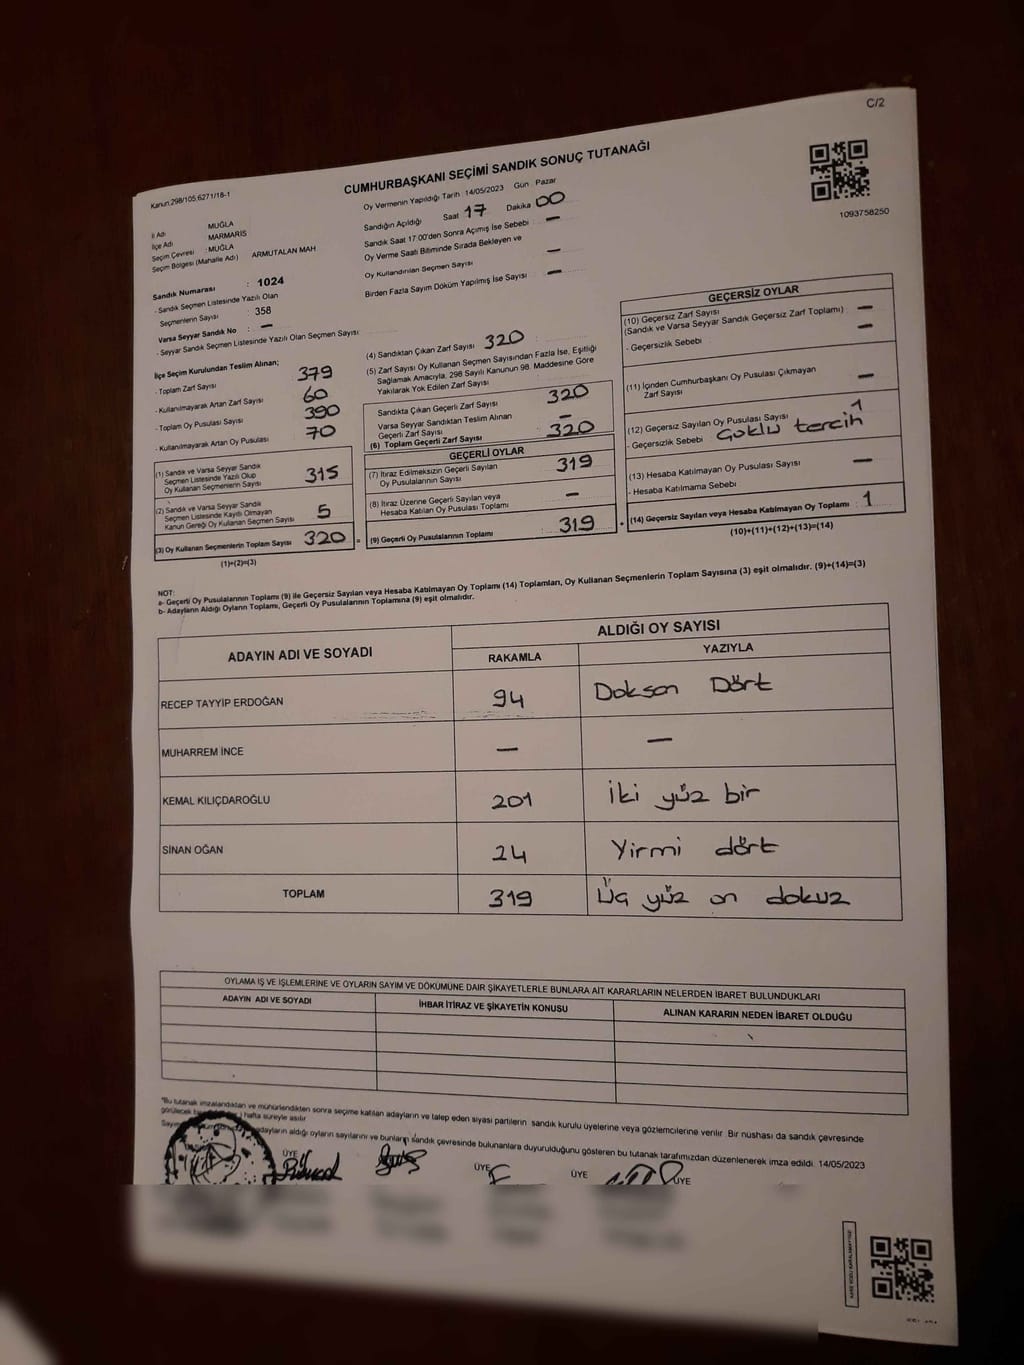 C/2
Kanun:298/105;6271/18-1
CUMHURBAŞKANI SEÇİMİ SANDIK SONUÇ TUTANAĞI
1093758250
Oy Vermenin Yapıldığı Tarih 14/05/2023 Gün : Pazar
Sandığın Açıldığı Saat 17 Dakika 00
Sandık Saat 17:00'den Sonra Açımış İse Sebebi : —
Oy Verme Saati Bitiminde Sırada Bekleyen ve
Oy Kullandırılan Seçmen Sayısı —
Birden Fazla Sayım Döküm Yapılmış İse Sayısı —
İl Adı : MUĞLA
İlçe Adı : MARMARİS
Seçim Çevresi : MUĞLA
Seçim Bölgesi (Mahalle Adı) ARMUTALAN MAH
Sandık Numarası : 1024
- Sandık Seçmen Listesinde Yazılı Olan
Seçmenlerin Sayısı : 358
Varsa Seyyar Sandık No : —
- Seyyar Sandık Seçmen Listesinde Yazılı Olan Seçmen Sayısı :
İlçe Seçim Kurulundan Teslim Alınan;
- Toplam Zarf Sayısı 379
- Kullanılmayarak Artan Zarf Sayısı 60
- Toplam Oy Pusulası Sayısı 390
- Kullanılmayarak Artan Oy Pusulası 70
(1) Sandık ve Varsa Seyyar Sandık
Seçmen Listesinde Yazılı Olup
Oy Kullanan Seçmenlerin Sayısı 315
(2) Sandık ve Varsa Seyyar Sandık
Seçmen Listesinde Kayıtlı Olmayan
Kanun Gereği Oy Kullanan Seçmen Sayısı 5
(3) Oy Kullanan Seçmenlerin Toplam Sayısı 320
(1)+(2)=(3)
(4) Sandıktan Çıkan Zarf Sayısı 320
(5) Zarf Sayısı Oy Kullanan Seçmen Sayısından Fazla İse, Eşitliği
Sağlamak Amacıyla, 298 Sayılı Kanunun 98. Maddesine Göre
Yakılarak Yok Edilen Zarf Sayısı
Sandıkta Çıkan Geçerli Zarf Sayısı 320
Varsa Seyyar Sandıktan Teslim Alınan
Geçerli Zarf Sayısı —
(6) Toplam Geçerli Zarf Sayısı 320
GEÇERLİ OYLAR
(7) İtiraz Edilmeksizin Geçerli Sayılan
Oy Pusulalarının Sayısı 319
(8) İtiraz Üzerine Geçerli Sayılan veya
Hesaba Katılan Oy Pusulası Toplamı —
(9) Geçerli Oy Pusulalarının Toplamı 319
GEÇERSİZ OYLAR
(10) Geçersiz Zarf Sayısı
(Sandık ve Varsa Seyyar Sandık Geçersiz Zarf Toplamı) : —
- Geçersizlik Sebebi : —
(11) İçinden Cumhurbaşkanı Oy Pusulası Çıkmayan
Zarf Sayısı —
(12) Geçersiz Sayılan Oy Pusulası Sayısı : 1
- Geçersizlik Sebebi Çoklu tercih
(13) Hesaba Katılmayan Oy Pusulası Sayısı —
- Hesaba Katılmama Sebebi :
(14) Geçersiz Sayılan veya Hesaba Katılmayan Oy Toplamı : 1
(10)+(11)+(12)+(13)=(14)
NOT:
a- Geçerli Oy Pusulalarının Toplamı (9) ile Geçersiz Sayılan veya Hesaba Katılmayan Oy Toplamı (14) Toplamları, Oy Kullanan Seçmenlerin Toplam Sayısına (3) eşit olmalıdır. (9)+(14)=(3)
b- Adayların Aldığı Oyların Toplamı, Geçerli Oy Pusulalarının Toplamına (9) eşit olmalıdır.
ADAYIN ADI VE SOYADI ALDIĞI OY SAYISI
RAKAMLA YAZIYLA
RECEP TAYYİP ERDOĞAN 94 Doksan Dört
MUHARREM İNCE — —
KEMAL KILIÇDAROĞLU 201 İki yüz bir
SİNAN OĞAN 24 Yirmi dört
TOPLAM 319 Üç yüz on dokuz
OYLAMA İŞ VE İŞLEMLERİNE VE OYLARIN SAYIM VE DÖKÜMÜNE DAİR ŞİKAYETLERLE BUNLARA AİT KARARLARIN NELERDEN İBARET BULUNDUKLARI
ADAYIN ADI VE SOYADI İHBAR İTİRAZ VE ŞİKAYETİN KONUSU ALINAN KARARIN NEDEN İBARET OLDUĞU
"Bu tutanak imzalandıktan ve mühürlendikten sonra seçime katılan adayların ve talep eden siyasi partilerin sandık kurulu üyelerine veya gözlemcilerine verilir. Bir nüshası da sandık çevresinde
görülecek hafta süreyle asılır
adayların aldığı oyların sayılarını ve bunların sandık çevresinde bulunanlara duyurulduğunu gösteren bu tutanak tarafımızdan düzenlenerek imza edildi. 14/05/2023
ÜYE ÜYE ÜYE ÜYE